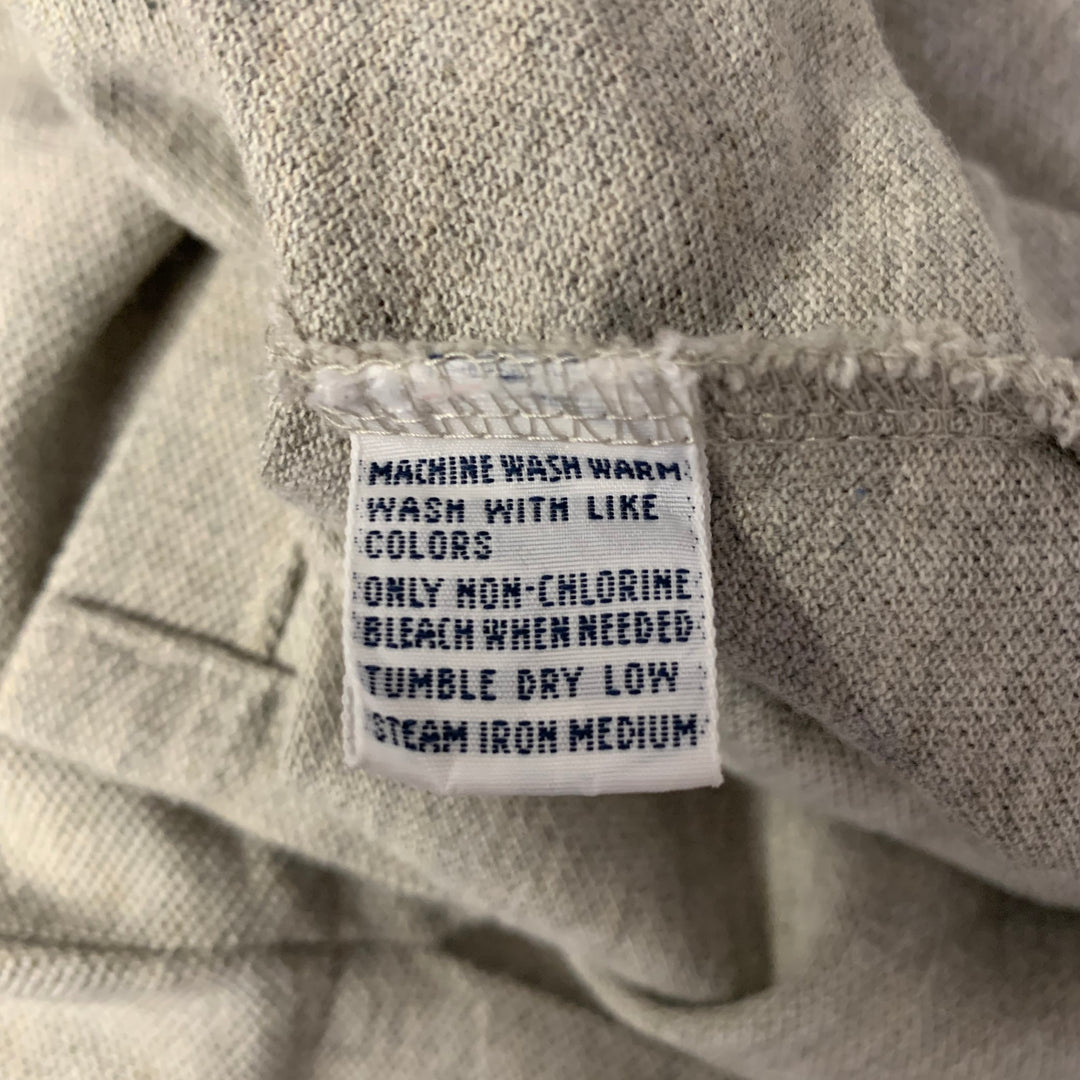 MACHINE WASH WARM
WASH WITH LIKE
COLORS
ONLY NON-CHLORINE
BLEACH WHEN NEEDED
TUMBLE DRY LOW
STEAM IRON MEDIUM